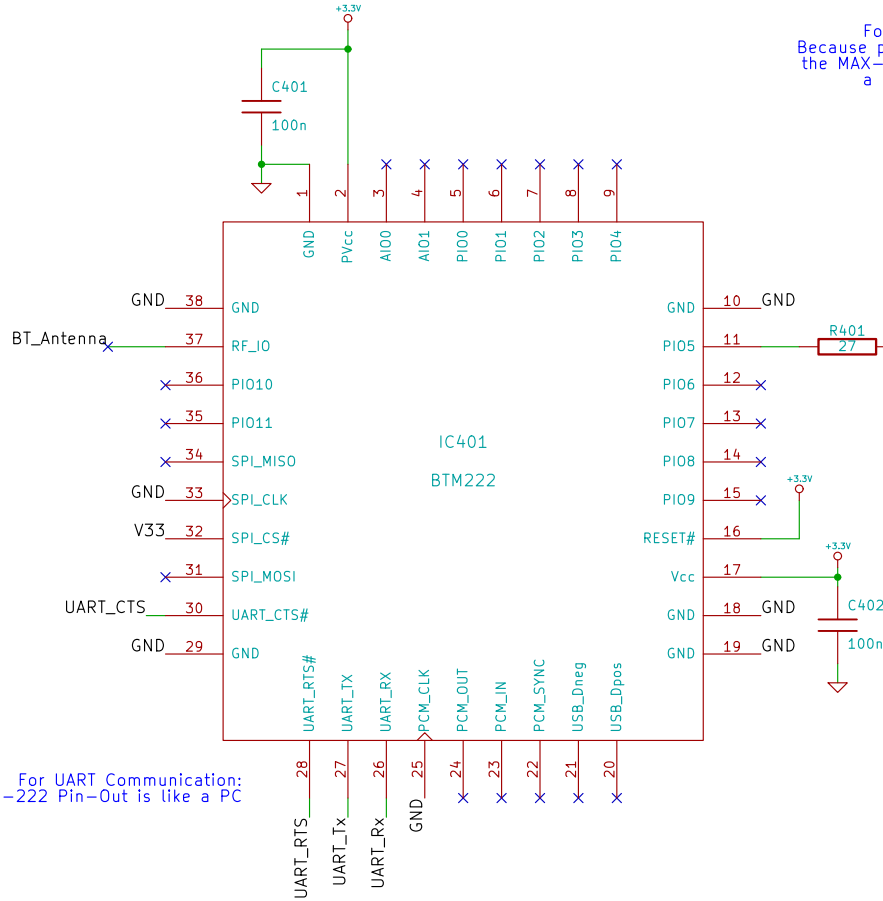 +3.3V
Fo
Because p
the MAX-
a
C401
100n
1
2
3
4
5
6
7
8
9
GND
PVcc
AIO0
AIO1
PIO0
PIO1
PIO2
PIO3
PIO4
GND 38 GND
BT_Antenna 37 RF_IO
36 PIO10
35 PIO11
34 SPI_MISO
GND 33 SPI_CLK
V33 32 SPI_CS#
31 SPI_MOSI
UART_CTS 30 UART_CTS#
GND 29 GND
IC401
BTM222
GND 10 GND
PIO5 11
R401
27
PIO6 12
PIO7 13
PIO8 14
PIO9 15
+3.3V
RESET# 16
+3.3V
Vcc 17
GND 18 GND
C402
GND 19 GND
100n
UART_RTS#
UART_TX
UART_RX
PCM_CLK
PCM_OUT
PCM_IN
PCM_SYNC
USB_Dneg
USB_Dpos
28
27
26
25
24
23
22
21
20
For UART Communication:
-222 Pin-Out is like a PC
UART_RTS
UART_Tx
UART_Rx
GND